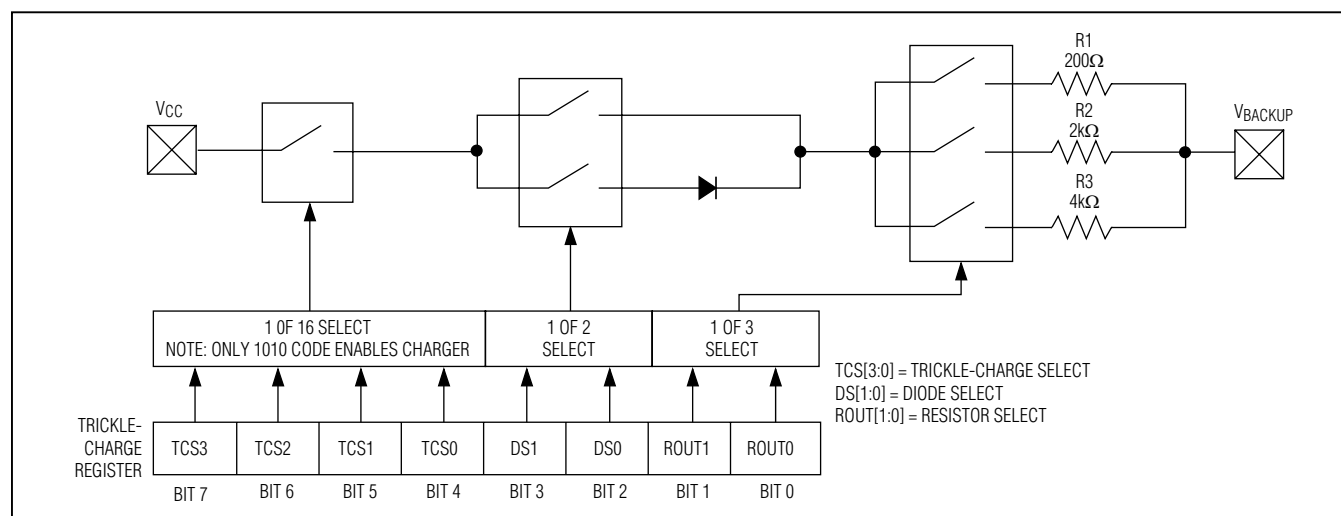 R1
200Ω
VCC
R2
2kΩ
VBACKUP
R3
4kΩ
1 OF 16 SELECT
NOTE: ONLY 1010 CODE ENABLES CHARGER
1 OF 2
SELECT
1 OF 3
SELECT
TCS[3:0] = TRICKLE-CHARGE SELECT
DS[1:0] = DIODE SELECT
ROUT[1:0] = RESISTOR SELECT
TRICKLE-
CHARGE
REGISTER
TCS3
TCS2
TCS1
TCS0
DS1
DS0
ROUT1
ROUT0
BIT 7
BIT 6
BIT 5
BIT 4
BIT 3
BIT 2
BIT 1
BIT 0